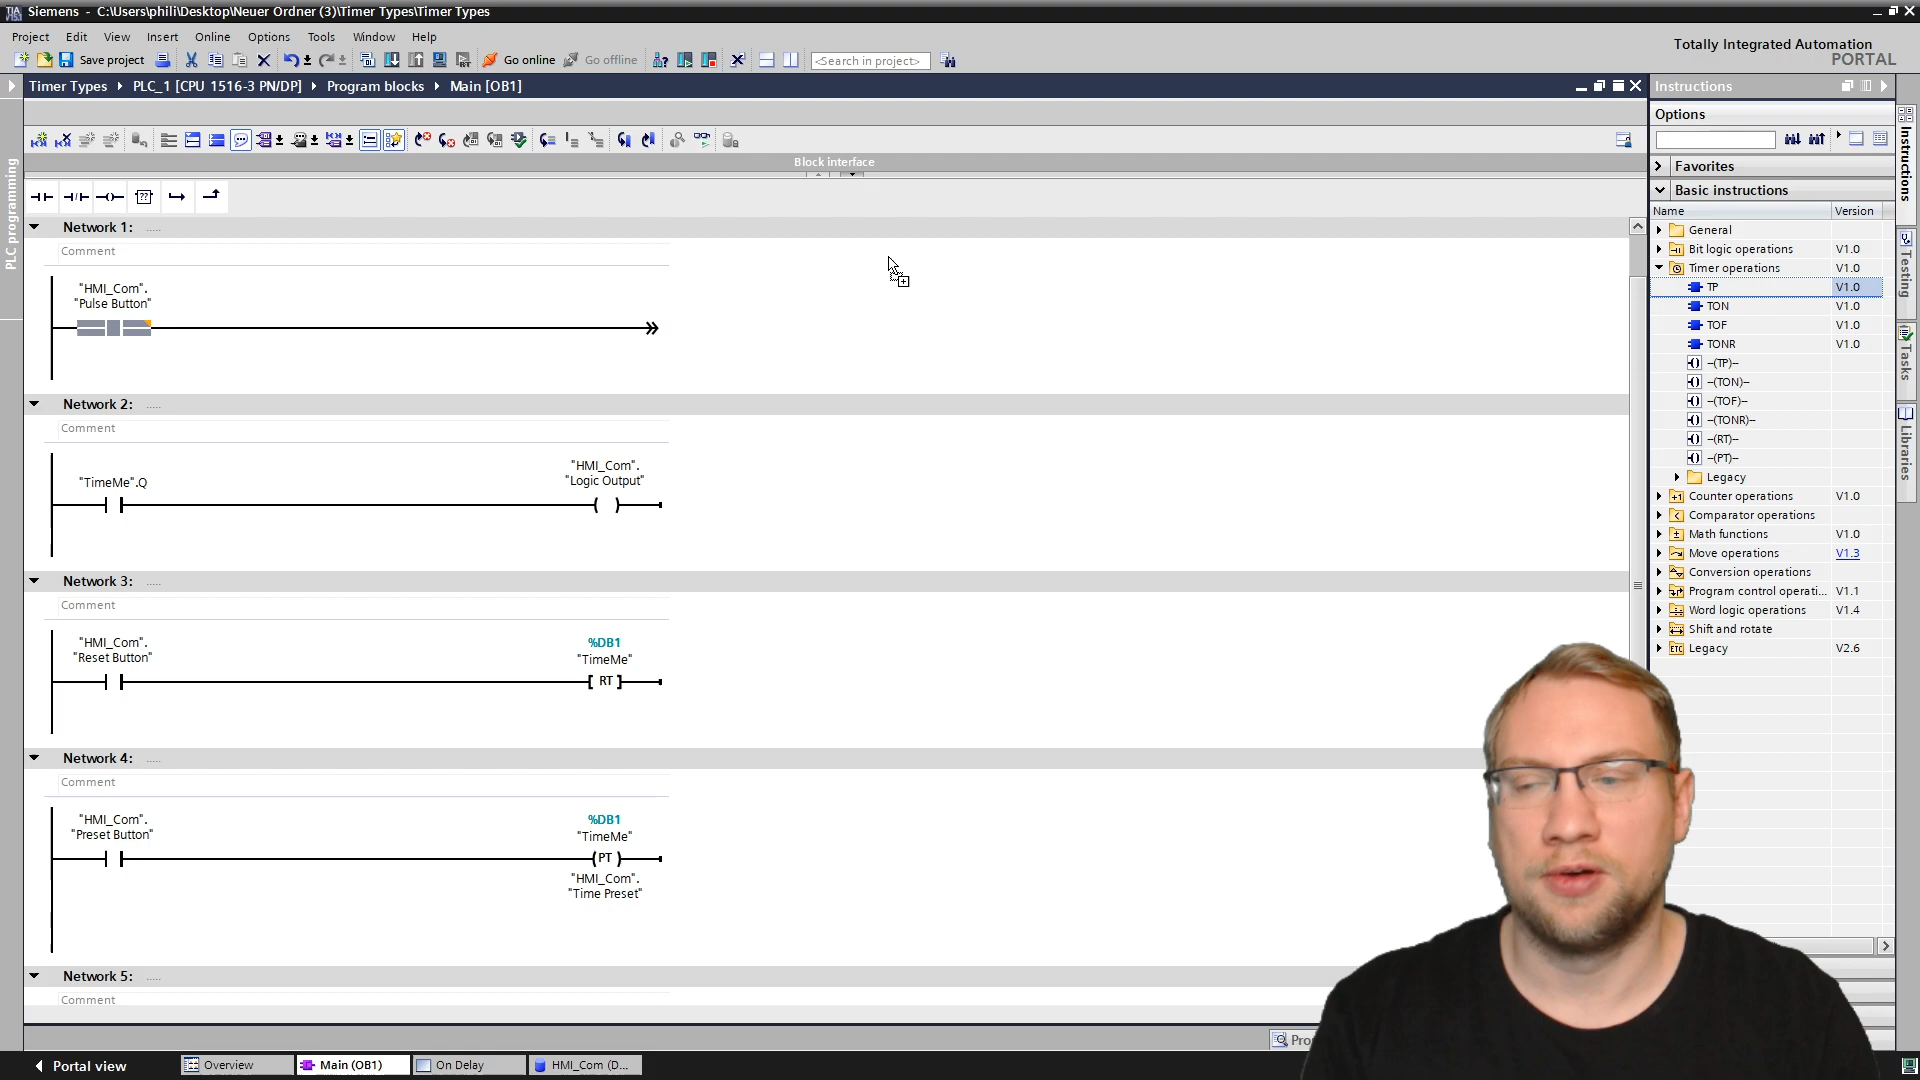 Siemens - C:\Users\phili\Desktop\Neuer Ordner (3)\Timer Types\Timer Types
Project Edit View Insert Online Options Tools Window Help
Totally Integrated Automation
PORTAL
Save project Go online Go offline <Search in project>
Timer Types PLC_1 [CPU 1516-3 PN/DP] Program blocks Main [OB1]
Instructions
Options
Block interface
Favorites
Basic instructions
Name Version
General
Bit logic operations V1.0
Timer operations V1.0
TP V1.0
TON V1.0
TOF V1.0
TONR V1.0
-(TP)-
-(TON)-
-(TOF)-
-(TONR)-
-(RT)-
-(PT)-
Legacy
Counter operations V1.0
Comparator operations
Math functions V1.0
Move operations V1.3
Conversion operations
Program control operati... V1.1
Word logic operations V1.4
Shift and rotate
Legacy V2.6
PLC programming
Instructions
Testing
Tasks
Libraries
Network 1: .....
Comment
"HMI_Com".
"Pulse Button"
Network 2: .....
Comment
"TimeMe".Q
"HMI_Com".
"Logic Output"
Network 3: .....
Comment
"HMI_Com".
"Reset Button"
%DB1
"TimeMe"
RT
Network 4: .....
Comment
"HMI_Com".
"Preset Button"
%DB1
"TimeMe"
PT
"HMI_Com".
"Time Preset"
Network 5: .....
Comment
Portal view Overview Main (OB1) On Delay HMI_Com (D...